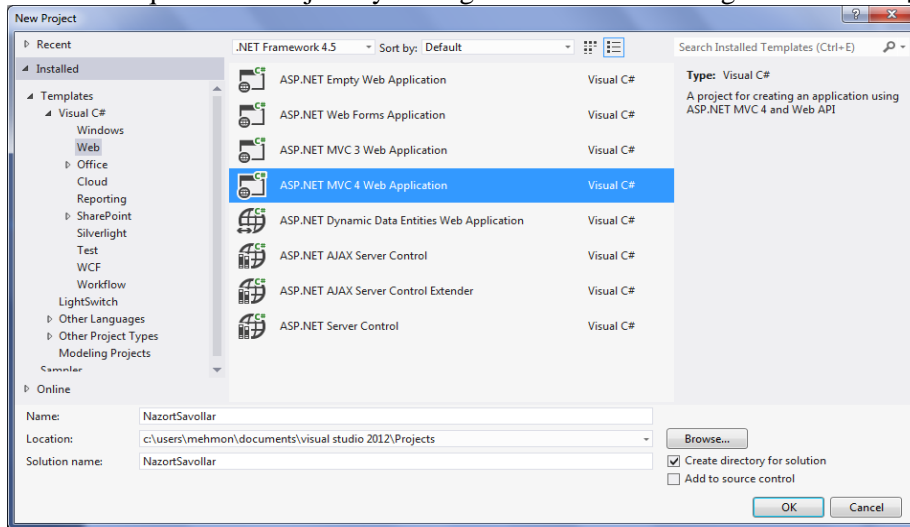 New Project
Recent
.NET Framework 4.5
Sort by: Default
Search Installed Templates (Ctrl+E)
Installed
Templates
Visual C#
Windows
Web
Office
Cloud
Reporting
SharePoint
Silverlight
Test
WCF
Workflow
LightSwitch
Other Languages
Other Project Types
Modeling Projects
Samples
Online
ASP.NET Empty Web Application Visual C#
ASP.NET Web Forms Application Visual C#
ASP.NET MVC 3 Web Application Visual C#
ASP.NET MVC 4 Web Application Visual C#
ASP.NET Dynamic Data Entities Web Application Visual C#
ASP.NET AJAX Server Control Visual C#
ASP.NET AJAX Server Control Extender Visual C#
ASP.NET Server Control Visual C#
Type: Visual C#
A project for creating an application using
ASP.NET MVC 4 and Web API
Name: NazortSavollar
Location: c:\users\mehmon\documents\visual studio 2012\Projects
Browse...
Solution name: NazortSavollar
Create directory for solution
Add to source control
OK Cancel